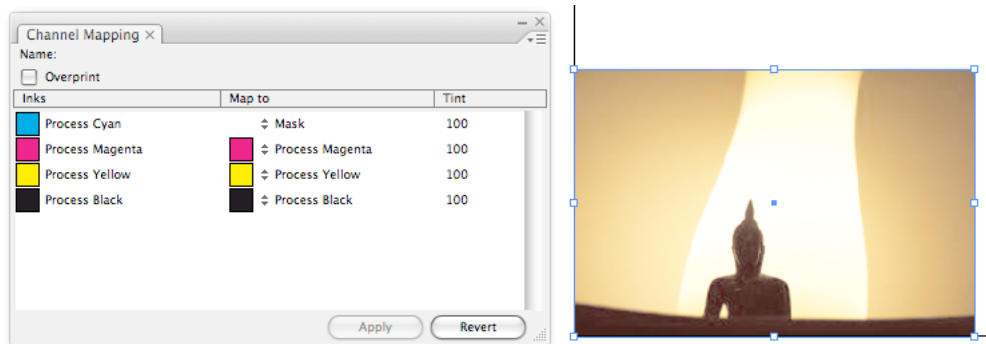 Channel Mapping
Name:
Overprint
Inks Map to Tint
Process Cyan Mask 100
Process Magenta Process Magenta 100
Process Yellow Process Yellow 100
Process Black Process Black 100
Apply Revert